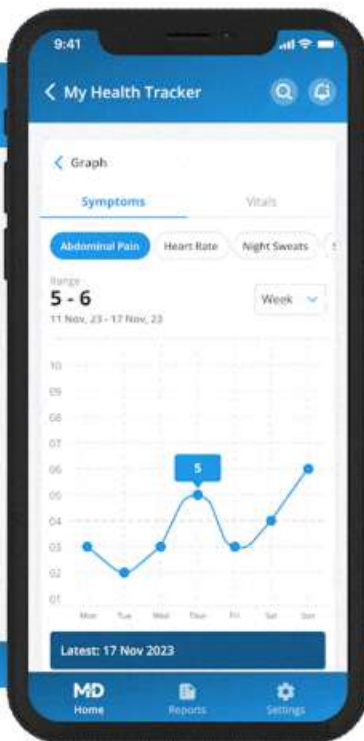 9:41
My Health Tracker
Graph
Symptoms Vitals
Abdominal Pain Heart Rate Night Sweats S
Range
5 - 6
11 Nov, 23 - 17 Nov, 23
Week
10
09
08
07
06
05
04
03
02
01
5
Mon Tue Wed Thur Fri Sat Sun
Latest: 17 Nov 2023
MD
Home Reports Settings